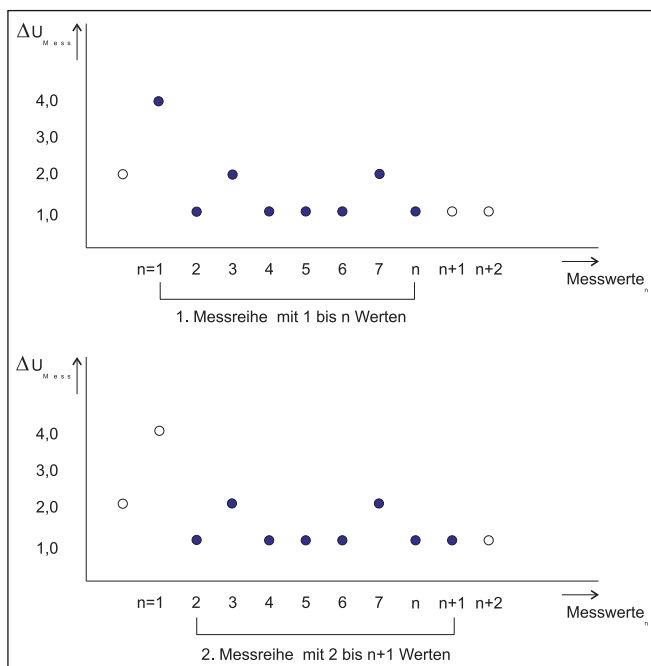 ΔU Mess
4,0
3,0
2,0
1,0
n=1 2 3 4 5 6 7 n n+1 n+2
Messwerte n
1. Messreihe mit 1 bis n Werten
ΔU Mess
4,0
3,0
2,0
1,0
n=1 2 3 4 5 6 7 n n+1 n+2
Messwerte n
2. Messreihe mit 2 bis n+1 Werten